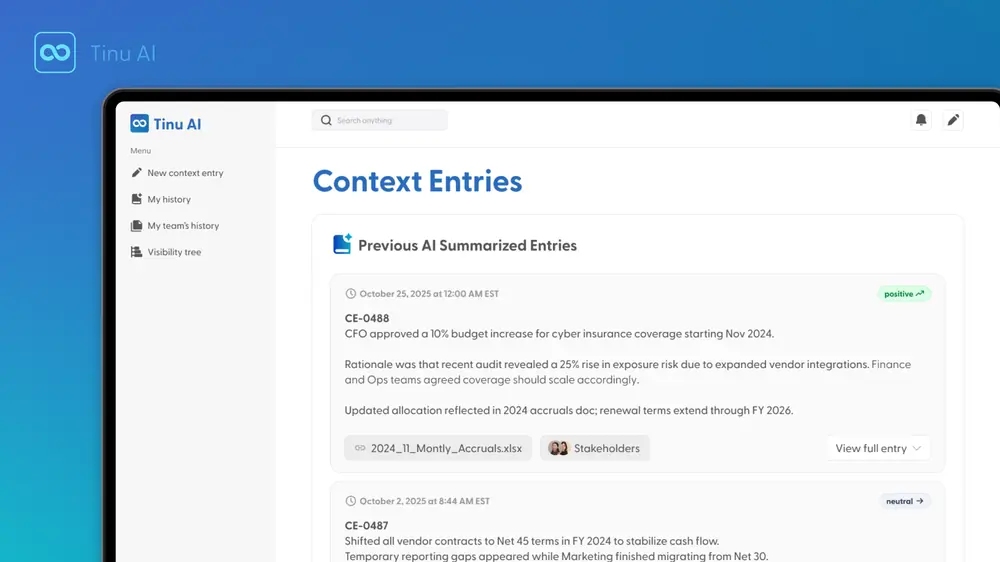 Tinu AI
Tinu AI
Search anything
Menu
New context entry
My history
My team's history
Visibility tree
Context Entries
Previous AI Summarized Entries
October 25, 2025 at 12:00 AM EST
positive
CE-0488
CFO approved a 10% budget increase for cyber insurance coverage starting Nov 2024.
Rationale was that recent audit revealed a 25% rise in exposure risk due to expanded vendor integrations. Finance
and Ops teams agreed coverage should scale accordingly.
Updated allocation reflected in 2024 accruals doc; renewal terms extend through FY 2026.
2024_11_Montly_Accruals.xlsx
Stakeholders
View full entry
October 2, 2025 at 8:44 AM EST
neutral
CE-0487
Shifted all vendor contracts to Net 45 terms in FY 2024 to stabilize cash flow.
Temporary reporting gaps appeared while Marketing finished migrating from Net 30.